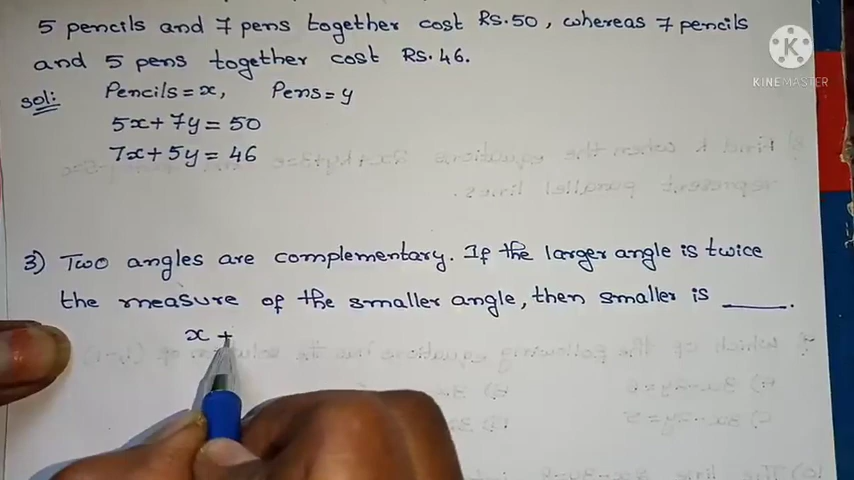 5 pencils and 7 pens together cost Rs.50, whereas 7 pencils
and 5 pens together cost Rs.46.
Sol: Pencils = x, Pens = y
5x + 7y = 50
7x + 5y = 46
3) Two angles are complementary. If the larger angle is twice
the measure of the smaller angle, then smaller is ____.
x +
KINEMASTER